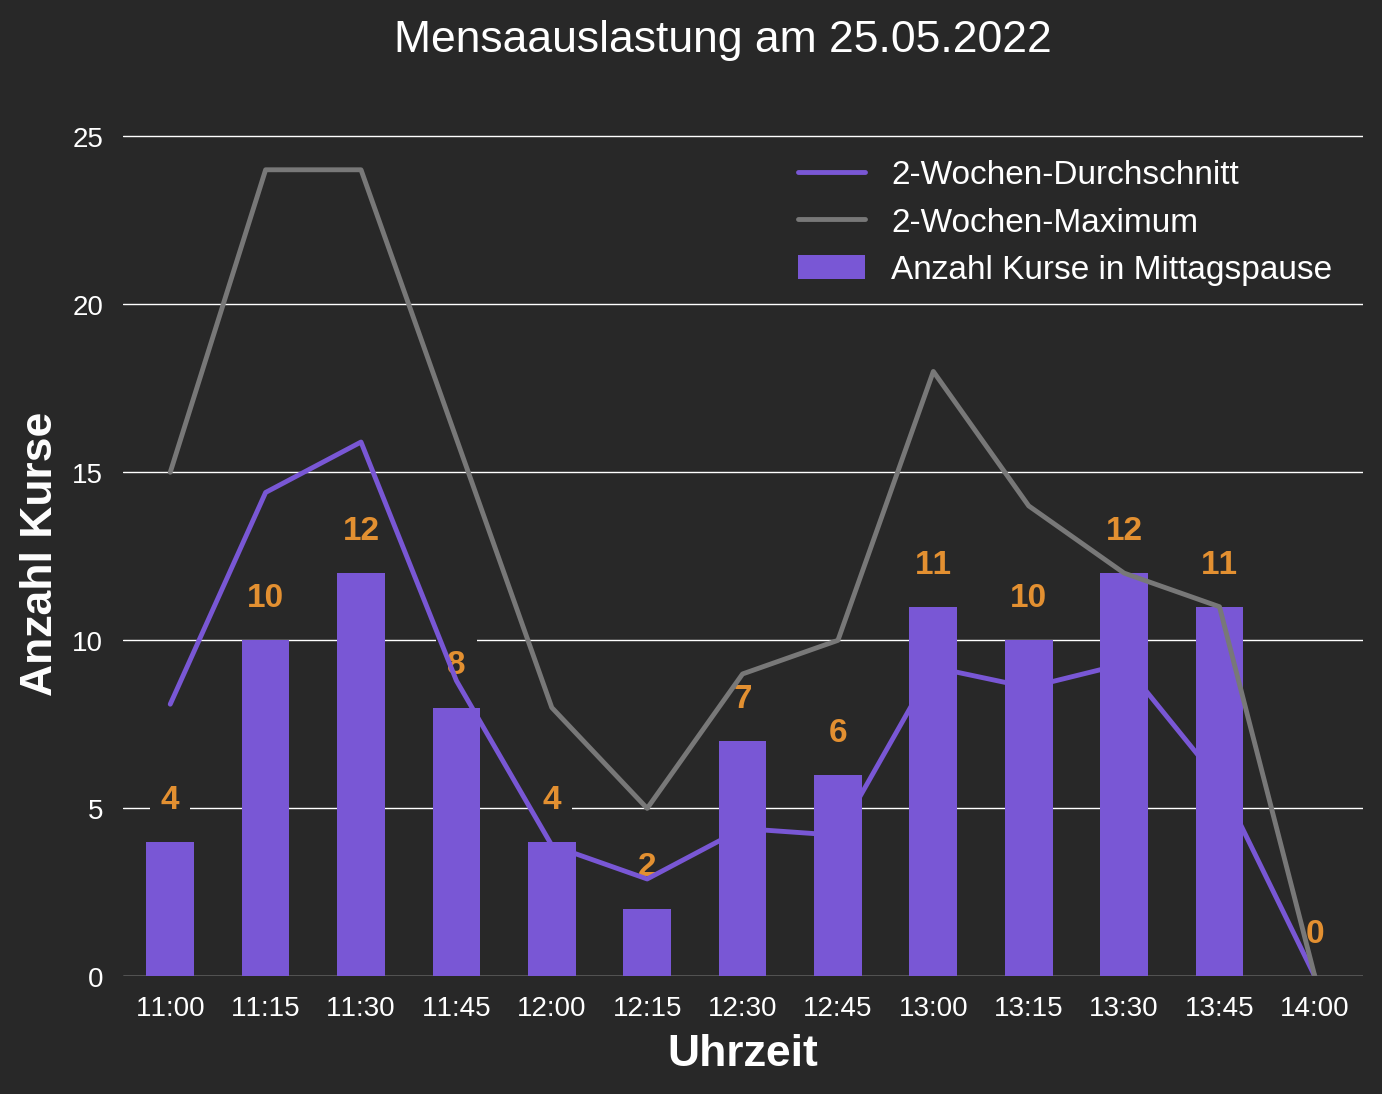 Mensaauslastung am 25.05.2022
25
20
15
10
5
0
Anzahl Kurse
2-Wochen-Durchschnitt
2-Wochen-Maximum
Anzahl Kurse in Mittagspause
4
10
12
8
4
2
7
6
11
10
12
11
0
11:00 11:15 11:30 11:45 12:00 12:15 12:30 12:45 13:00 13:15 13:30 13:45 14:00
Uhrzeit